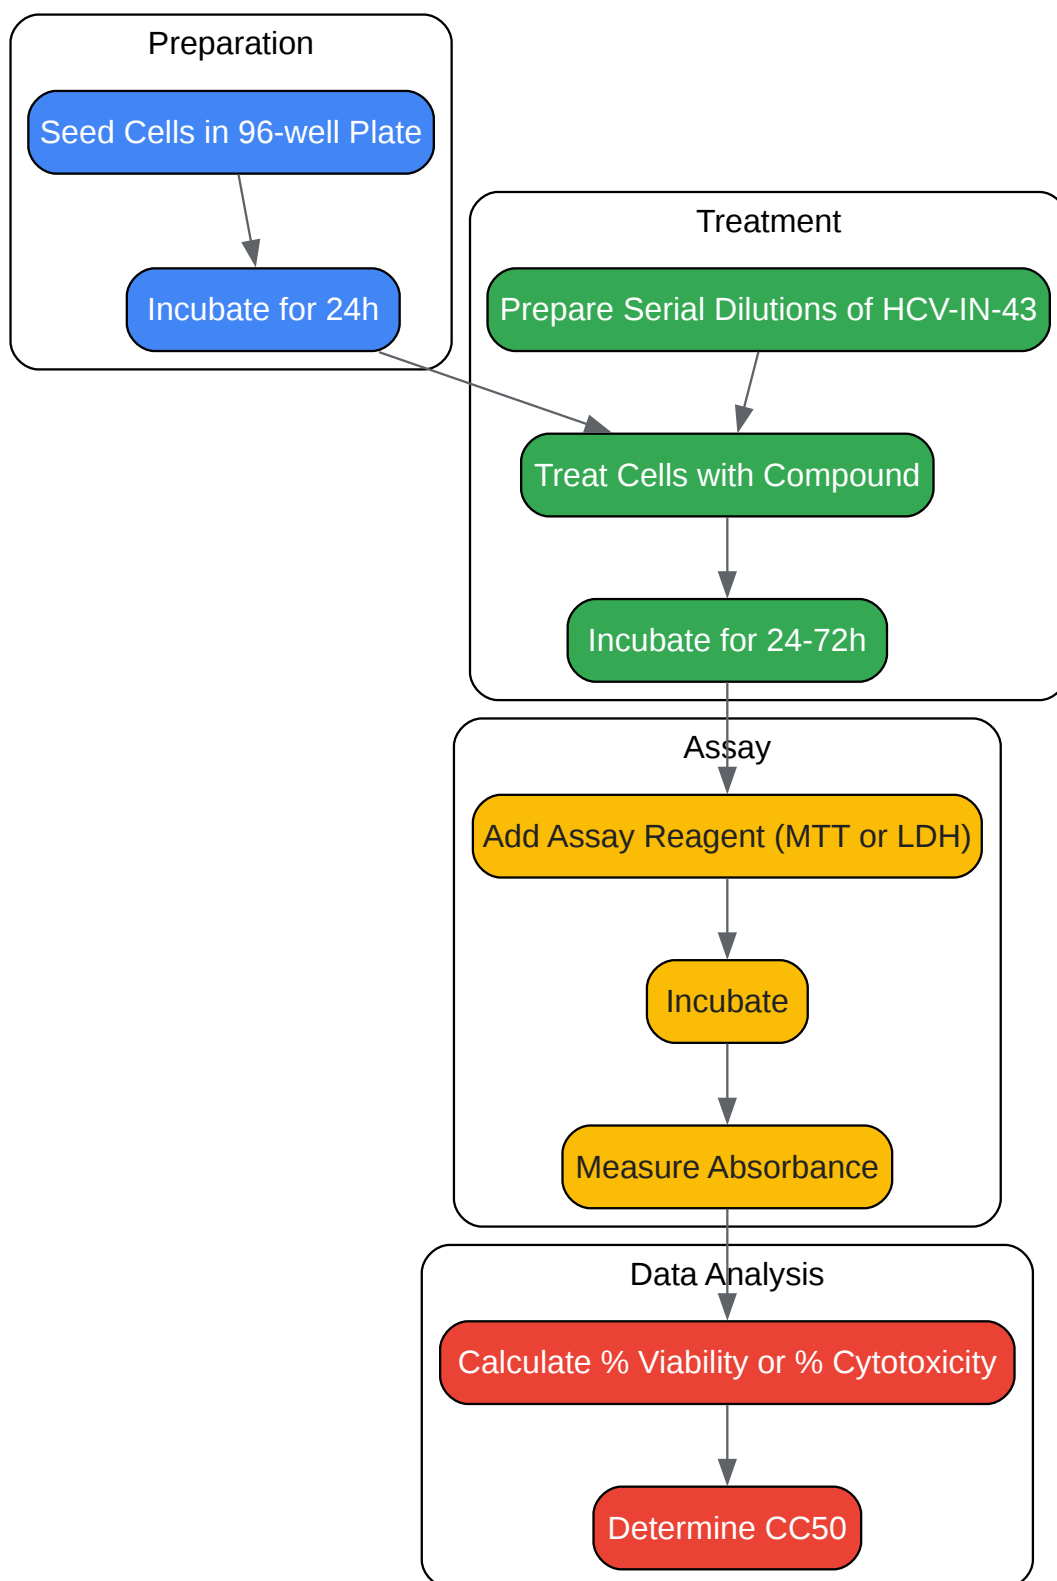 Preparation
Seed Cells in 96-well Plate
Incubate for 24h
Treatment
Prepare Serial Dilutions of HCV-IN-43
Treat Cells with Compound
Incubate for 24-72h
Assay
Add Assay Reagent (MTT or LDH)
Incubate
Measure Absorbance
Data Analysis
Calculate % Viability or % Cytotoxicity
Determine CC50